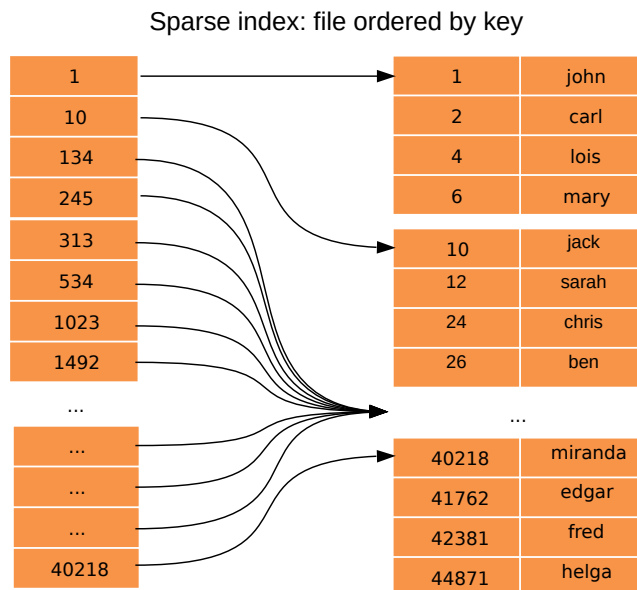 Sparse index: file ordered by key
1
10
134
245
313
534
1023
1492
...
...
...
...
40218
1 john
2 carl
4 lois
6 mary
10 jack
12 sarah
24 chris
26 ben
...
40218 miranda
41762 edgar
42381 fred
44871 helga